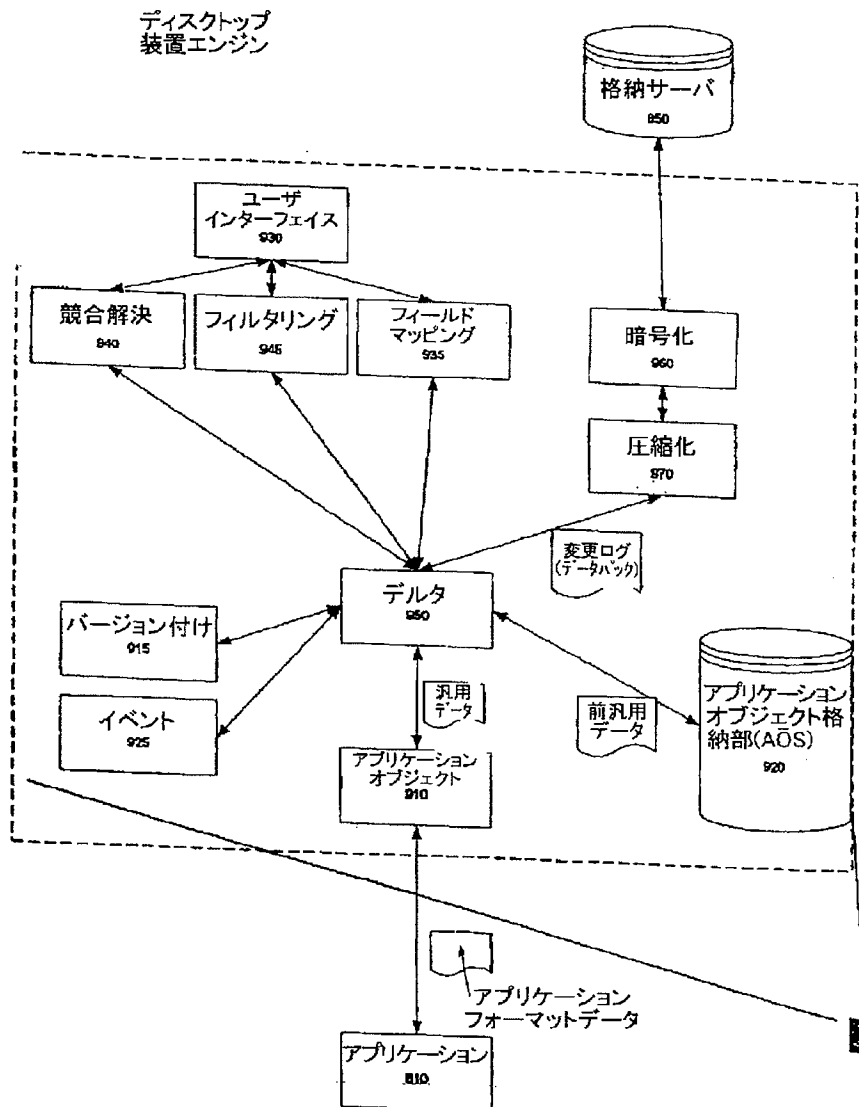 ディスクトップ
装置エンジン
格納サーバ
850
ユーザ
インターフェイス
930
競合解決
940
フィルタリング
945
フィールド
マッピング
935
暗号化
960
圧縮化
970
変更ログ
(データパック)
デルタ
950
バージョン付け
915
イベント
925
汎用
データ
前汎用
データ
アプリケーション
オブジェクト格
納部(AOS)
920
アプリケーション
オブジェクト
910
アプリケーション
フォーマットデータ
アプリケーション
810